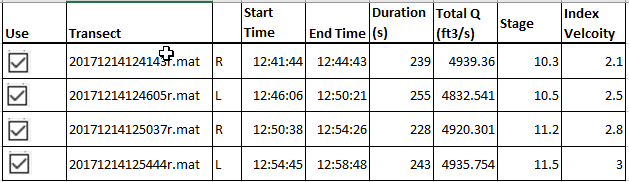 Use Transect Start Time End Time Duration (s) Total Q (ft3/s) Stage Index Velcoity
20171214124143r.mat R 12:41:44 12:44:43 239 4939.36 10.3 2.1
20171214124605r.mat L 12:46:06 12:50:21 255 4832.541 10.5 2.5
20171214125037r.mat R 12:50:38 12:54:26 228 4920.301 11.2 2.8
20171214125444r.mat L 12:54:45 12:58:48 243 4935.754 11.5 3